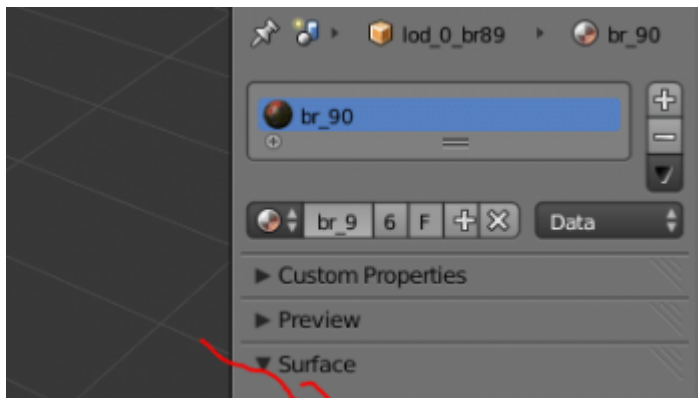 lod_0_br89 br_90
br_90
br_9 6 F Data
Custom Properties
Preview
Surface